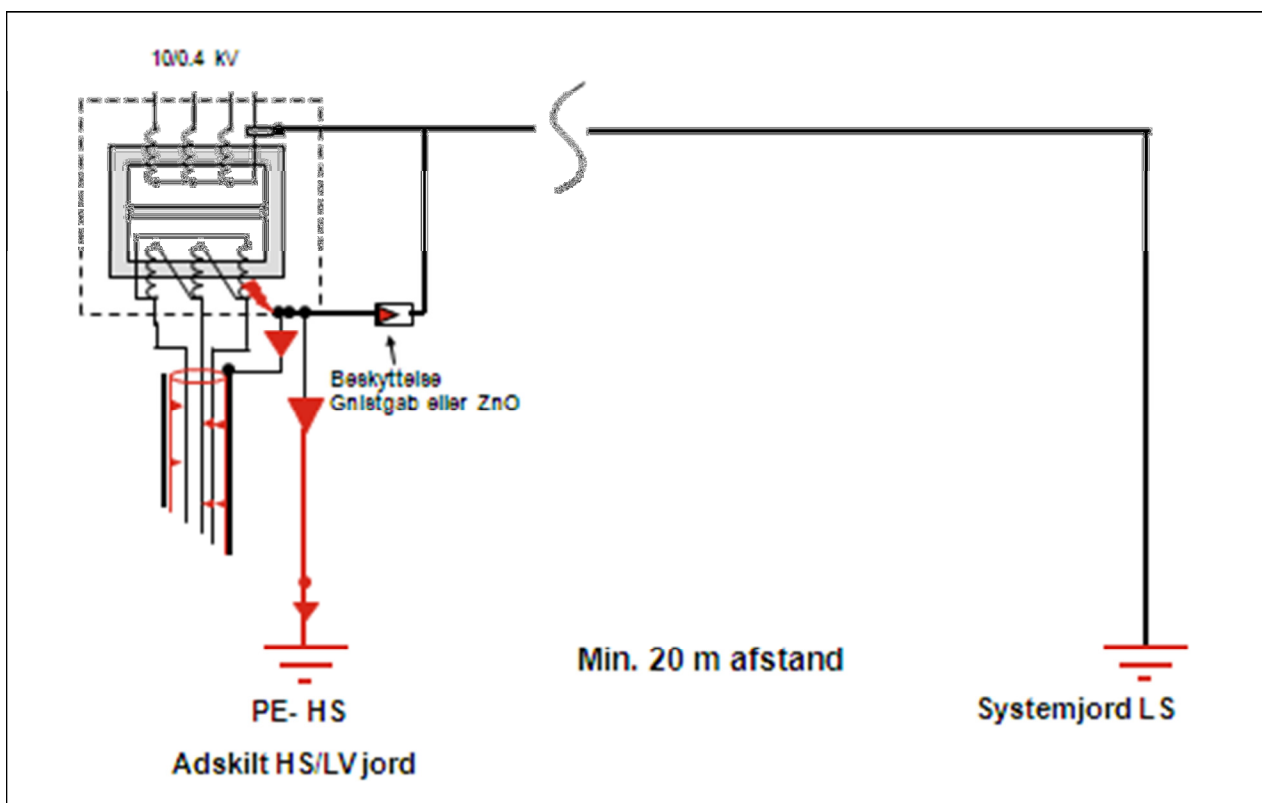 10/0.4 kV
Beskyttelse
Gnistgab eller ZnO
Min. 20 m afstand
PE- HS
Systemjord LS
Adskilt HS/LV jord